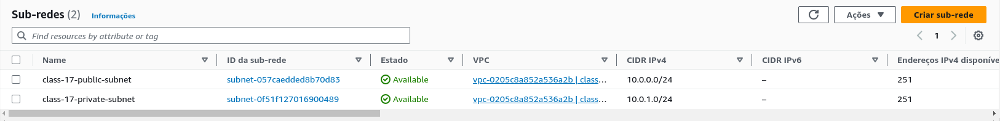 Sub-redes (2) Informações
Ações
Criar sub-rede
Find resources by attribute or tag
1
Name ID da sub-rede Estado VPC CIDR IPv4 CIDR IPv6 Endereços IPv4 disponíve
class-17-public-subnet subnet-057caedded8b70d83 Available vpc-0205c8a852a536a2b | class… 10.0.0.0/24 – 251
class-17-private-subnet subnet-0f51f127016900489 Available vpc-0205c8a852a536a2b | class… 10.0.1.0/24 – 251